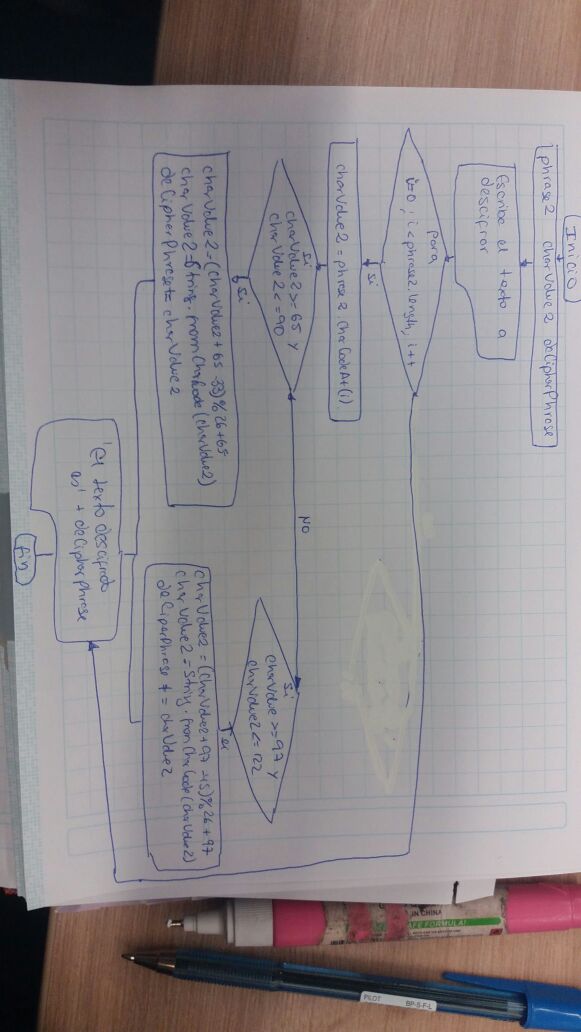 Inicio
phrase2 charValue2 deCipherPhrase
Escribe el texto a
descifrar
para
i=0; i<phrase2.length, i++
Si
charValue2 = phrase2.charCodeAt(i)
Si
charValue2 >= 65 y
charValue2 <= 90
NO
Si
charValue >= 97 y
charValue2 <= 122
Si
charValue2 = (charValue2 + 65 -33)%26+65
charValue2 = String.fromCharCode(charValue2)
deCipherPhrase += charValue2
charValue2 = (charValue2 + 97 -45)%26+97
charValue2 = String.fromCharCode(charValue2)
deCiperPhrase += charValue2
'El texto descifrado
es' + deCipherPhrase
fin
IN CHINA
SAFE FORMULA!
PILOT
BP-S-F-L